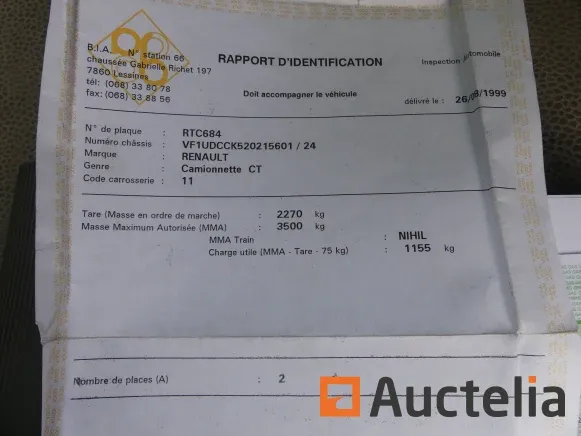 B.I.A. N° station 66
chaussée Gabrielle Richet 197
7860 Lessines
tél: (068) 33 80 78
fax: (068) 33 88 56
RAPPORT D'IDENTIFICATION
Inspection Automobile
Doit accompagner le véhicule
délivré le : 26/08/1999
N° de plaque : RTC684
Numéro châssis : VF1UDCCK520215601 / 24
Marque : RENAULT
Genre : Camionnette CT
Code carrosserie : 11
Tare (Masse en ordre de marche) : 2270 kg
Masse Maximum Autorisée (MMA) : 3500 kg
MMA Train : NIHIL
Charge utile (MMA - Tare - 75 kg) : 1155 kg
Nombre de places (A) : 2
Auctelia